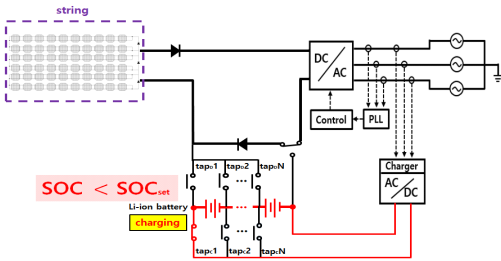 string
DC
AC
Control
PLL
tapD1 tapD2 tapDN
Charger
AC
DC
SOC < SOCset
Li-ion battery
charging
tapC1 tapC2 tapCN